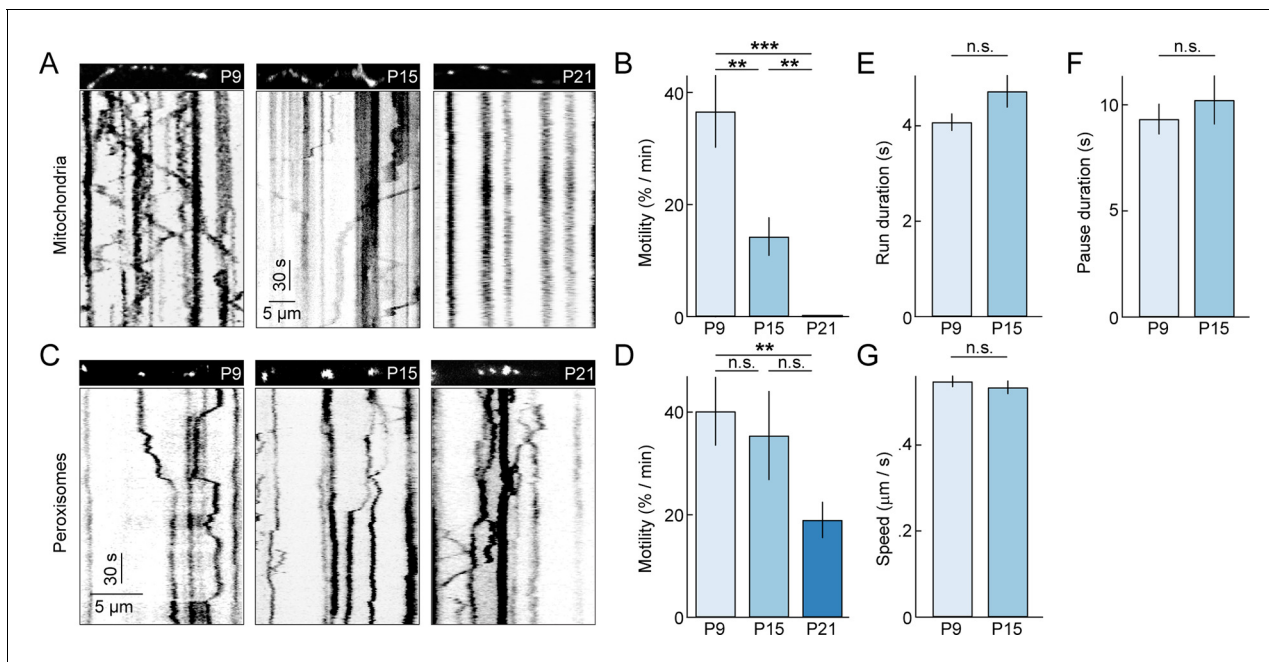 A
P9
P15
P21
Mitochondria
30 s
5 µm
B
***
** **
Motility (% / min)
40
20
0
P9 P15 P21
E
n.s.
Run duration (s)
4
2
0
P9 P15
F
n.s.
Pause duration (s)
10
5
0
P9 P15
C
P9
P15
P21
Peroxisomes
30 s
5 µm
D
**
n.s. n.s.
Motility (% / min)
40
20
0
P9 P15 P21
G
n.s.
Speed (µm / s)
.4
.2
0
P9 P15